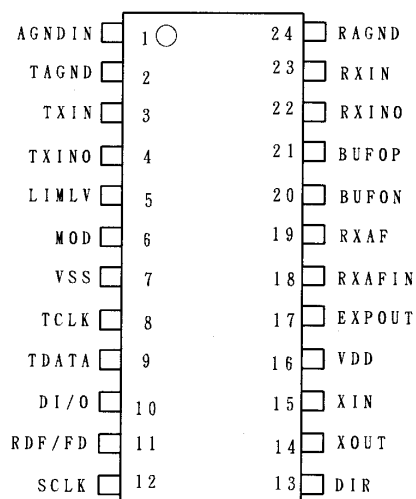 AGNDIN 1 24 RAGND
TAGND 2 23 RXIN
TXIN 3 22 RXINO
TXINO 4 21 BUFOP
LIMLV 5 20 BUFON
MOD 6 19 RXAF
VSS 7 18 RXAFIN
TCLK 8 17 EXPOUT
TDATA 9 16 VDD
DI/O 10 15 XIN
RDF/FD 11 14 XOUT
SCLK 12 13 DIR